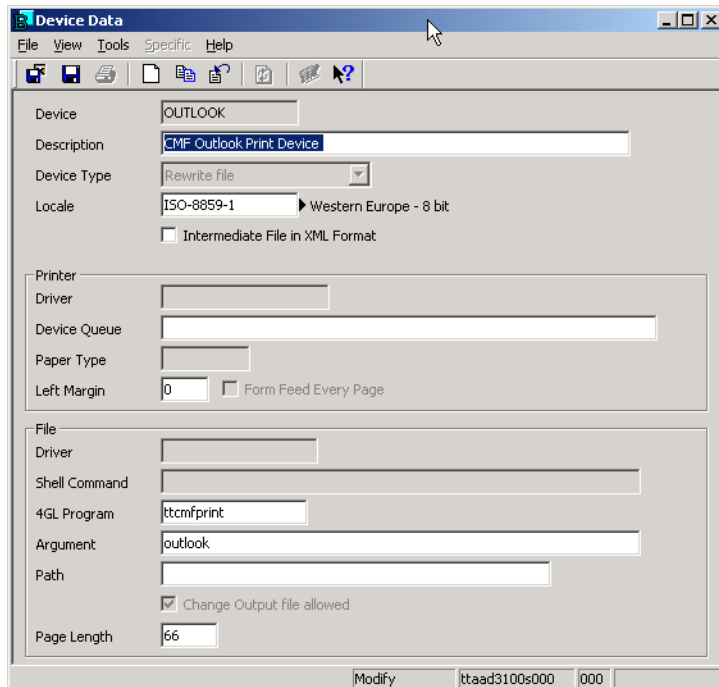 Device Data
File View Tools Specific Help
Device OUTLOOK
Description CMF Outlook Print Device
Device Type Rewrite file
Locale ISO-8859-1 Western Europe - 8 bit
Intermediate File in XML Format
Printer
Driver
Device Queue
Paper Type
Left Margin 0 Form Feed Every Page
File
Driver
Shell Command
4GL Program ttcmfprint
Argument outlook
Path
Change Output file allowed
Page Length 66
Modify ttaad3100s000 000